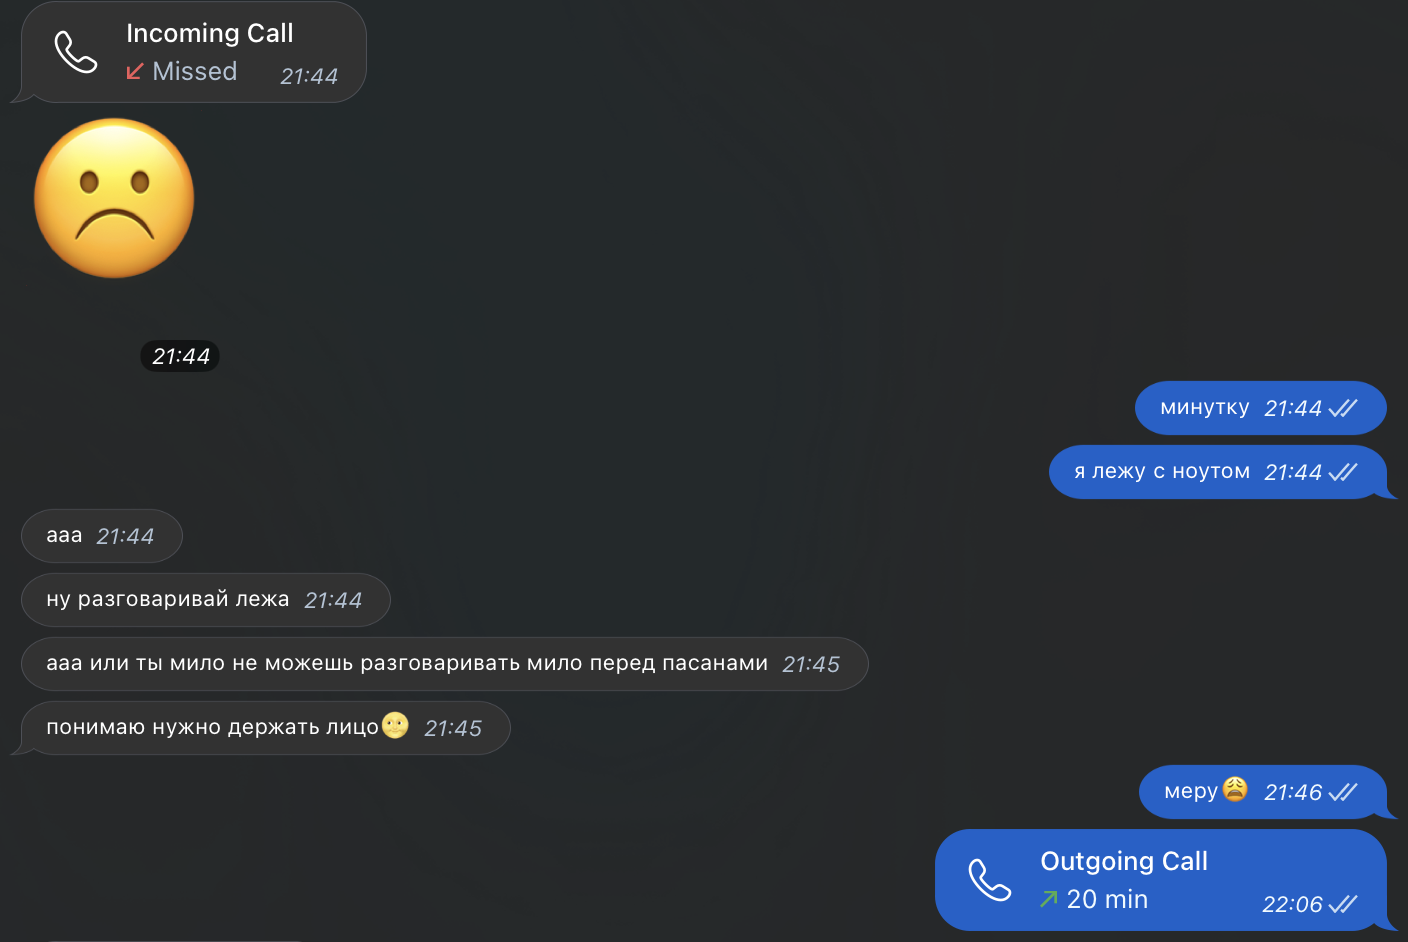 Incoming Call
Missed 21:44
21:44
минутку 21:44
я лежу с ноутом 21:44
ааа 21:44
ну разговаривай лежа 21:44
ааа или ты мило не можешь разговаривать мило перед пасанами 21:45
понимаю нужно держать лицо🌝 21:45
меру😩 21:46
Outgoing Call
20 min 22:06